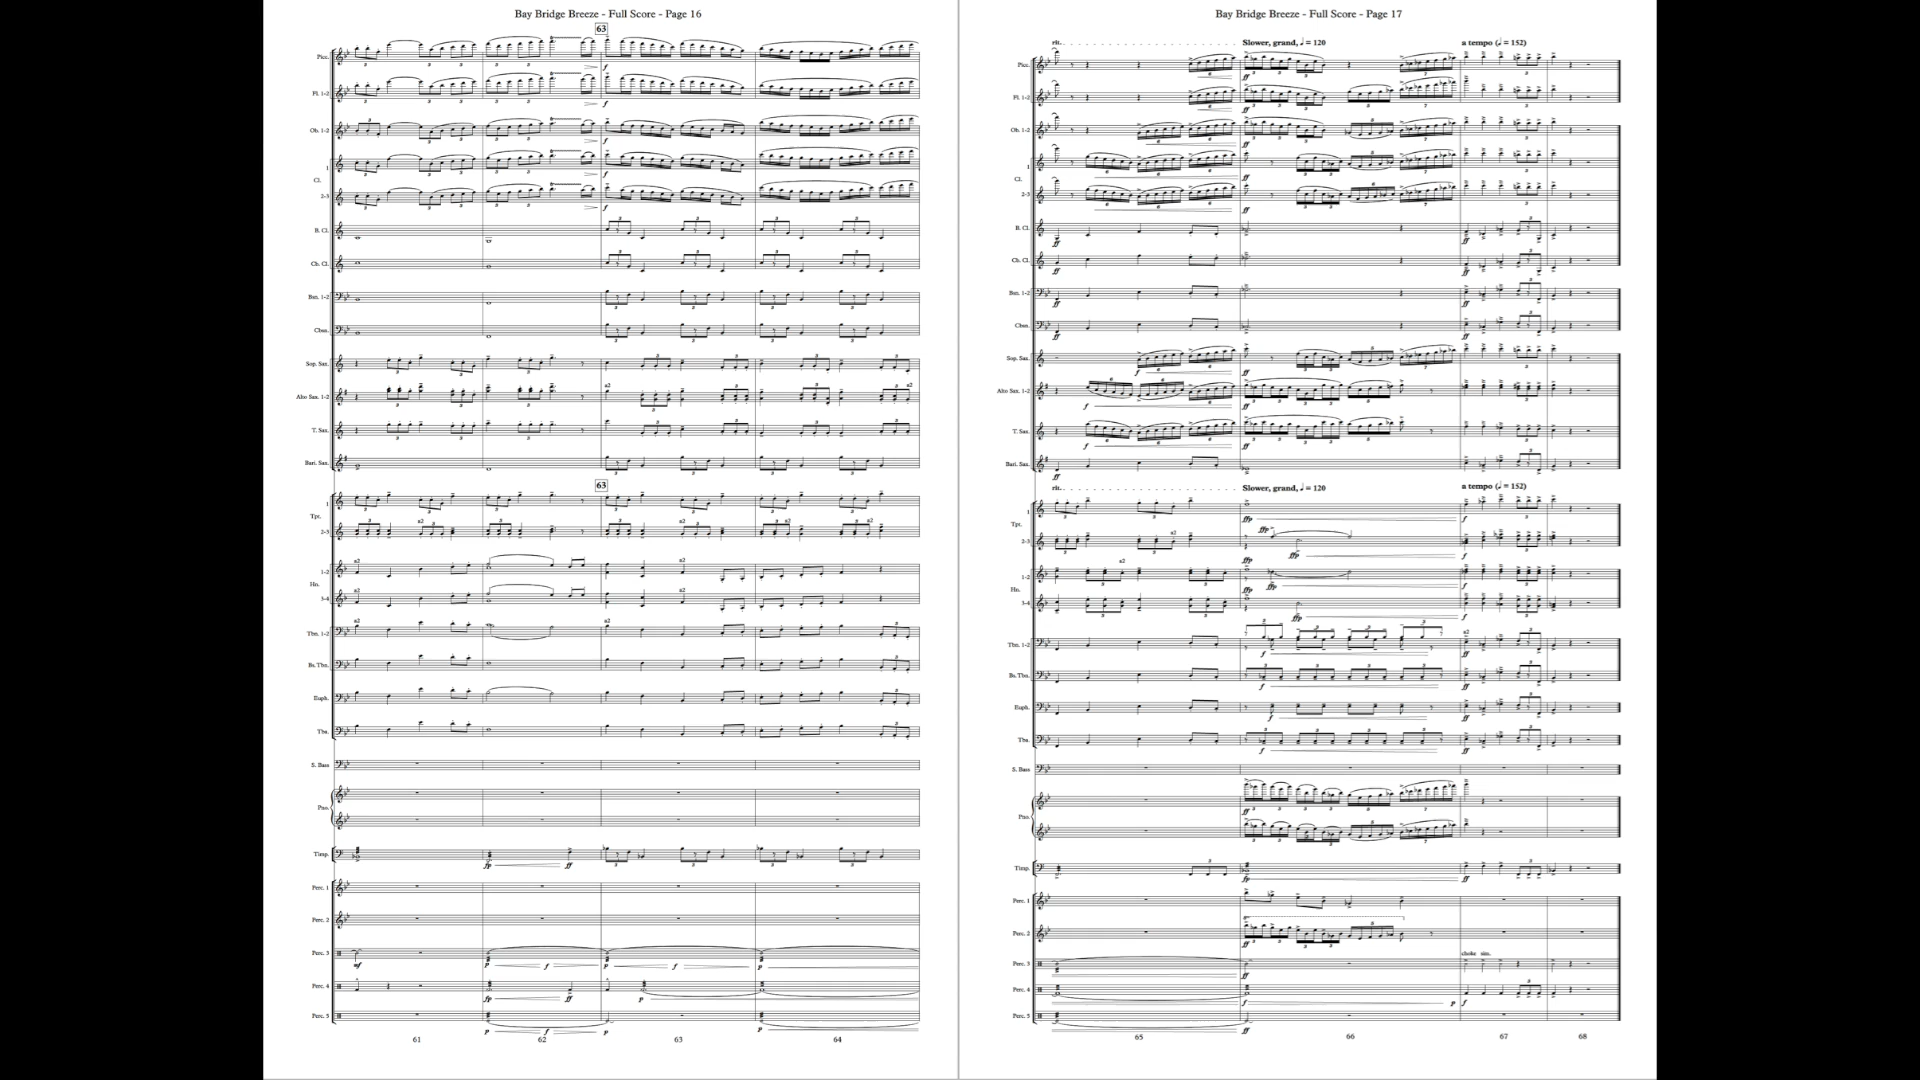 Bay Bridge Breeze - Full Score - Page 16
63
Picc.
Fl. 1-2
Ob. 1-2
1
Cl.
2-3
B. Cl.
Cb. Cl.
Bsn. 1-2
Cbsn.
Sop. Sax.
Alto Sax. 1-2
T. Sax.
Bari. Sax.
63
1
Tpt.
2-3
1-2
Hn.
3-4
Tbn. 1-2
Bs. Tbn.
Euph.
Tba.
S. Bass
Pno.
Timp.
Perc. 1
Perc. 2
Perc. 3
Perc. 4
Perc. 5
61 62 63 64
Bay Bridge Breeze - Full Score - Page 17
rit. Slower, grand, ♩ = 120 a tempo (♩ = 152)
Picc.
Fl. 1-2
Ob. 1-2
1
Cl.
2-3
B. Cl.
Cb. Cl.
Bsn. 1-2
Cbsn.
Sop. Sax.
Alto Sax. 1-2
T. Sax.
Bari. Sax.
rit. Slower, grand, ♩ = 120 a tempo (♩ = 152)
1
Tpt.
2-3
1-2
Hn.
3-4
Tbn. 1-2
Bs. Tbn.
Euph.
Tba.
S. Bass
Pno.
Timp.
Perc. 1
Perc. 2
choke sim.
Perc. 3
Perc. 4
Perc. 5
65 66 67 68